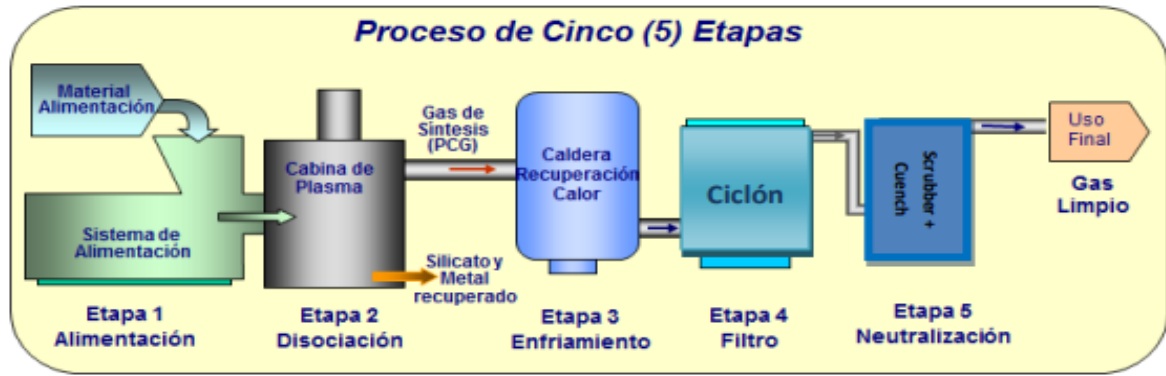 Proceso de Cinco (5) Etapas
Material
Alimentación
Sistema de
Alimentación
Etapa 1
Alimentación
Cabina de
Plasma
Etapa 2
Disociación
Gas de
Sintesis
(PCG)
Silicato y
Metal
recuperado
Caldera
Recuperación
Calor
Etapa 3
Enfriamiento
Ciclón
Etapa 4
Filtro
Scrubber +
Cuench
Etapa 5
Neutralización
Uso
Final
Gas
Limpio